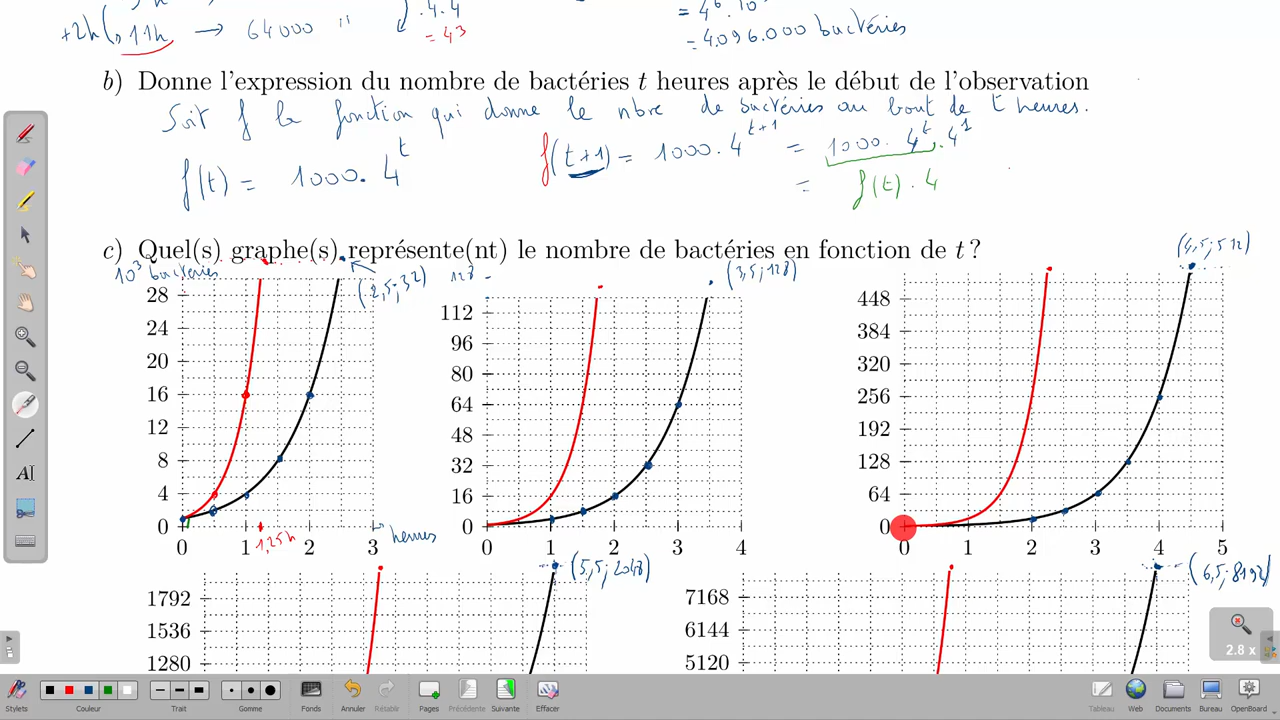 +2h 11h → 64000 " .4.4
= 4³
= 4⁶.10³
= 4.096.000 bactéries
b) Donne l'expression du nombre de bactéries t heures après le début de l'observation
Soit f la fonction qui donne le nbre de bactéries au bout de t heures.
f(t) = 1000.4^t
f(t+1) = 1000.4^{t+1} = 1000.4^t.4^1
= f(t).4
c) Quel(s) graphe(s) représente(nt) le nombre de bactéries en fonction de t ?
10³ bactéries
(2,5;32)
128
(3,5;128)
(4,5;512)
28
24
20
16
12
8
4
0
0 1 2 3
1,25h
heures
112
96
80
64
48
32
16
0
0 1 2 3 4
448
384
320
256
192
128
64
0
0 1 2 3 4 5
(5,5;2048)
(6,5;8192)
1792
1536
1280
7168
6144
5120
2.8 x
Stylets Couleur Trait Gomme Fonds Annuler Rétablir Pages Précédente Suivante Effacer Tableau Web Documents Bureau OpenBoard